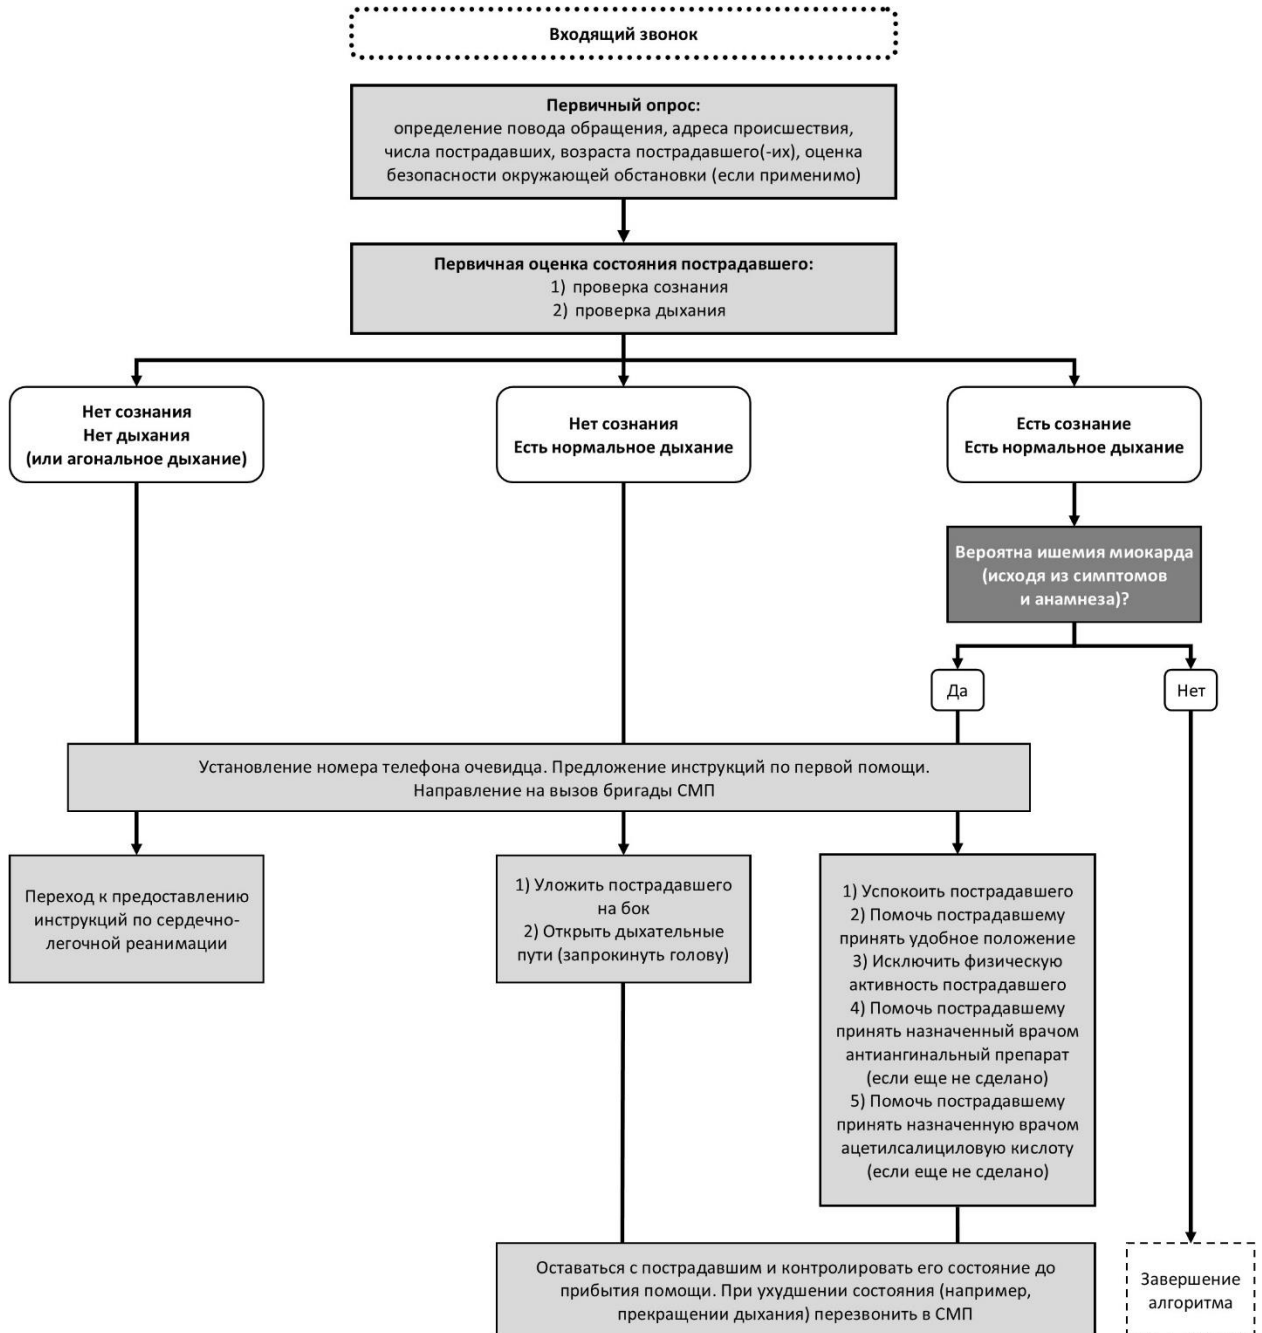 Входящий звонок
Первичный опрос:
определение повода обращения, адреса происшествия,
числа пострадавших, возраста пострадавшего(-их), оценка
безопасности окружающей обстановки (если применимо)
Первичная оценка состояния пострадавшего:
1) проверка сознания
2) проверка дыхания
Нет сознания
Нет дыхания
(или агональное дыхание)
Нет сознания
Есть нормальное дыхание
Есть сознание
Есть нормальное дыхание
Вероятна ишемия миокарда
(исходя из симптомов
и анамнеза)?
Да
Нет
Установление номера телефона очевидца. Предложение инструкций по первой помощи.
Направление на вызов бригады СМП
Переход к предоставлению
инструкций по сердечно-
легочной реанимации
1) Уложить пострадавшего
на бок
2) Открыть дыхательные
пути (запрокинуть голову)
1) Успокоить пострадавшего
2) Помочь пострадавшему
принять удобное положение
3) Исключить физическую
активность пострадавшего
4) Помочь пострадавшему
принять назначенный врачом
антиангинальный препарат
(если еще не сделано)
5) Помочь пострадавшему
принять назначенную врачом
ацетилсалициловую кислоту
(если еще не сделано)
Оставаться с пострадавшим и контролировать его состояние до
прибытия помощи. При ухудшении состояния (например,
прекращении дыхания) перезвонить в СМП
Завершение
алгоритма